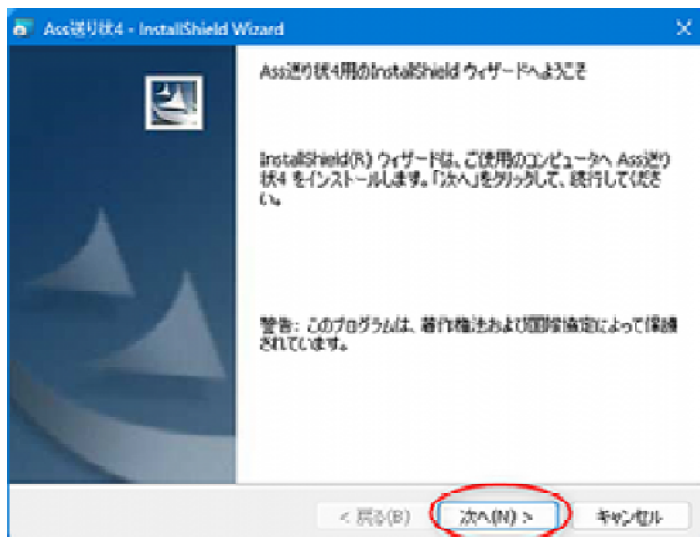 Ass送り状4 - InstallShield Wizard
Ass送り状4用のInstallShield ウィザードへようこそ
InstallShield(R) ウィザードは、ご使用のコンピュータへ Ass送り
状4 をインストールします。「次へ」をクリックして、続行してくださ
い。
警告: このプログラムは、著作権法および国際協定によって保護
されています。
< 戻る(B)
次へ(N) >
キャンセル